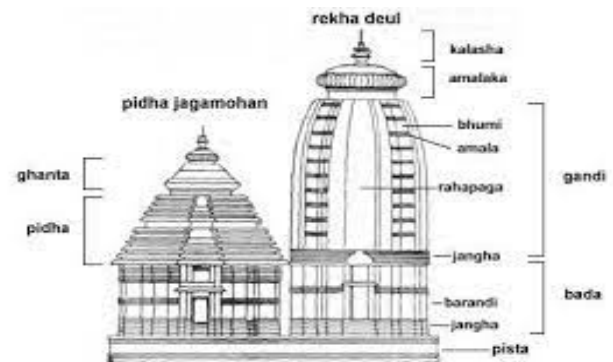 rekha deul
kalasha
amalaka
pidha jagamohan
bhumi
amala
ghanta
rahapaga
gandi
pidha
jangha
barandi
bada
jangha
pista